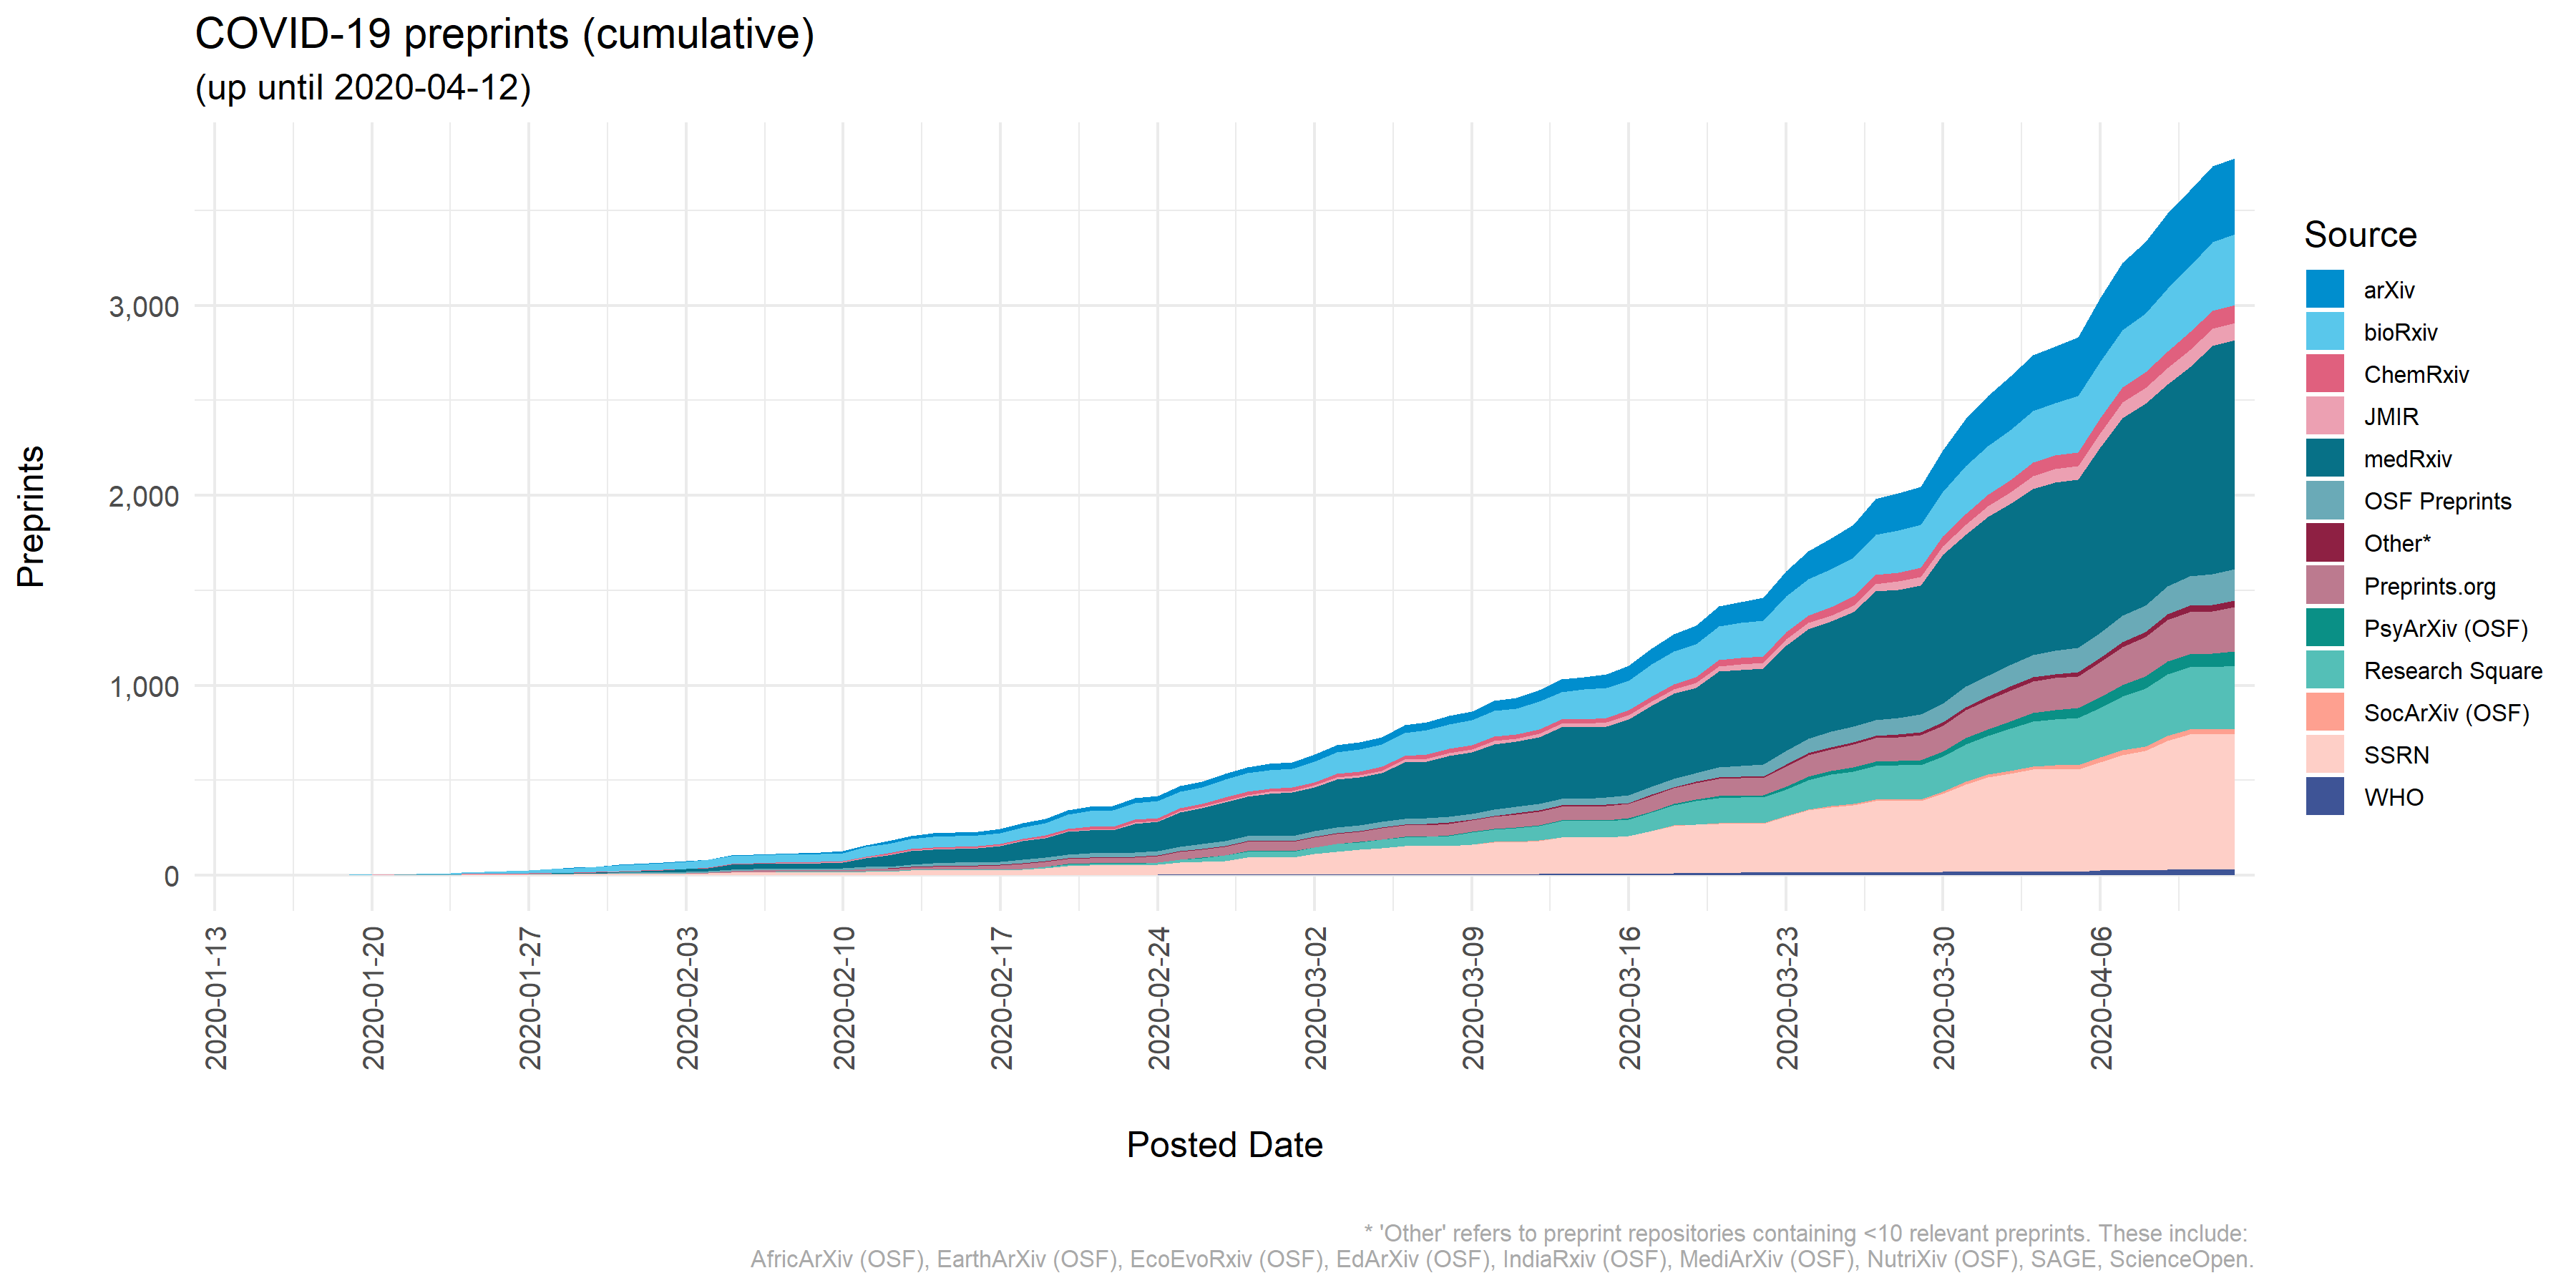 COVID-19 preprints (cumulative)
(up until 2020-04-12)
Preprints
3,000
2,000
1,000
0
2020-01-13
2020-01-20
2020-01-27
2020-02-03
2020-02-10
2020-02-17
2020-02-24
2020-03-02
2020-03-09
2020-03-16
2020-03-23
2020-03-30
2020-04-06
Posted Date
Source
arXiv
bioRxiv
ChemRxiv
JMIR
medRxiv
OSF Preprints
Other*
Preprints.org
PsyArXiv (OSF)
Research Square
SocArXiv (OSF)
SSRN
WHO
* 'Other' refers to preprint repositories containing <10 relevant preprints. These include:
AfricArXiv (OSF), EarthArXiv (OSF), EcoEvoRxiv (OSF), EdArXiv (OSF), IndiaRxiv (OSF), MediArXiv (OSF), NutriXiv (OSF), SAGE, ScienceOpen.